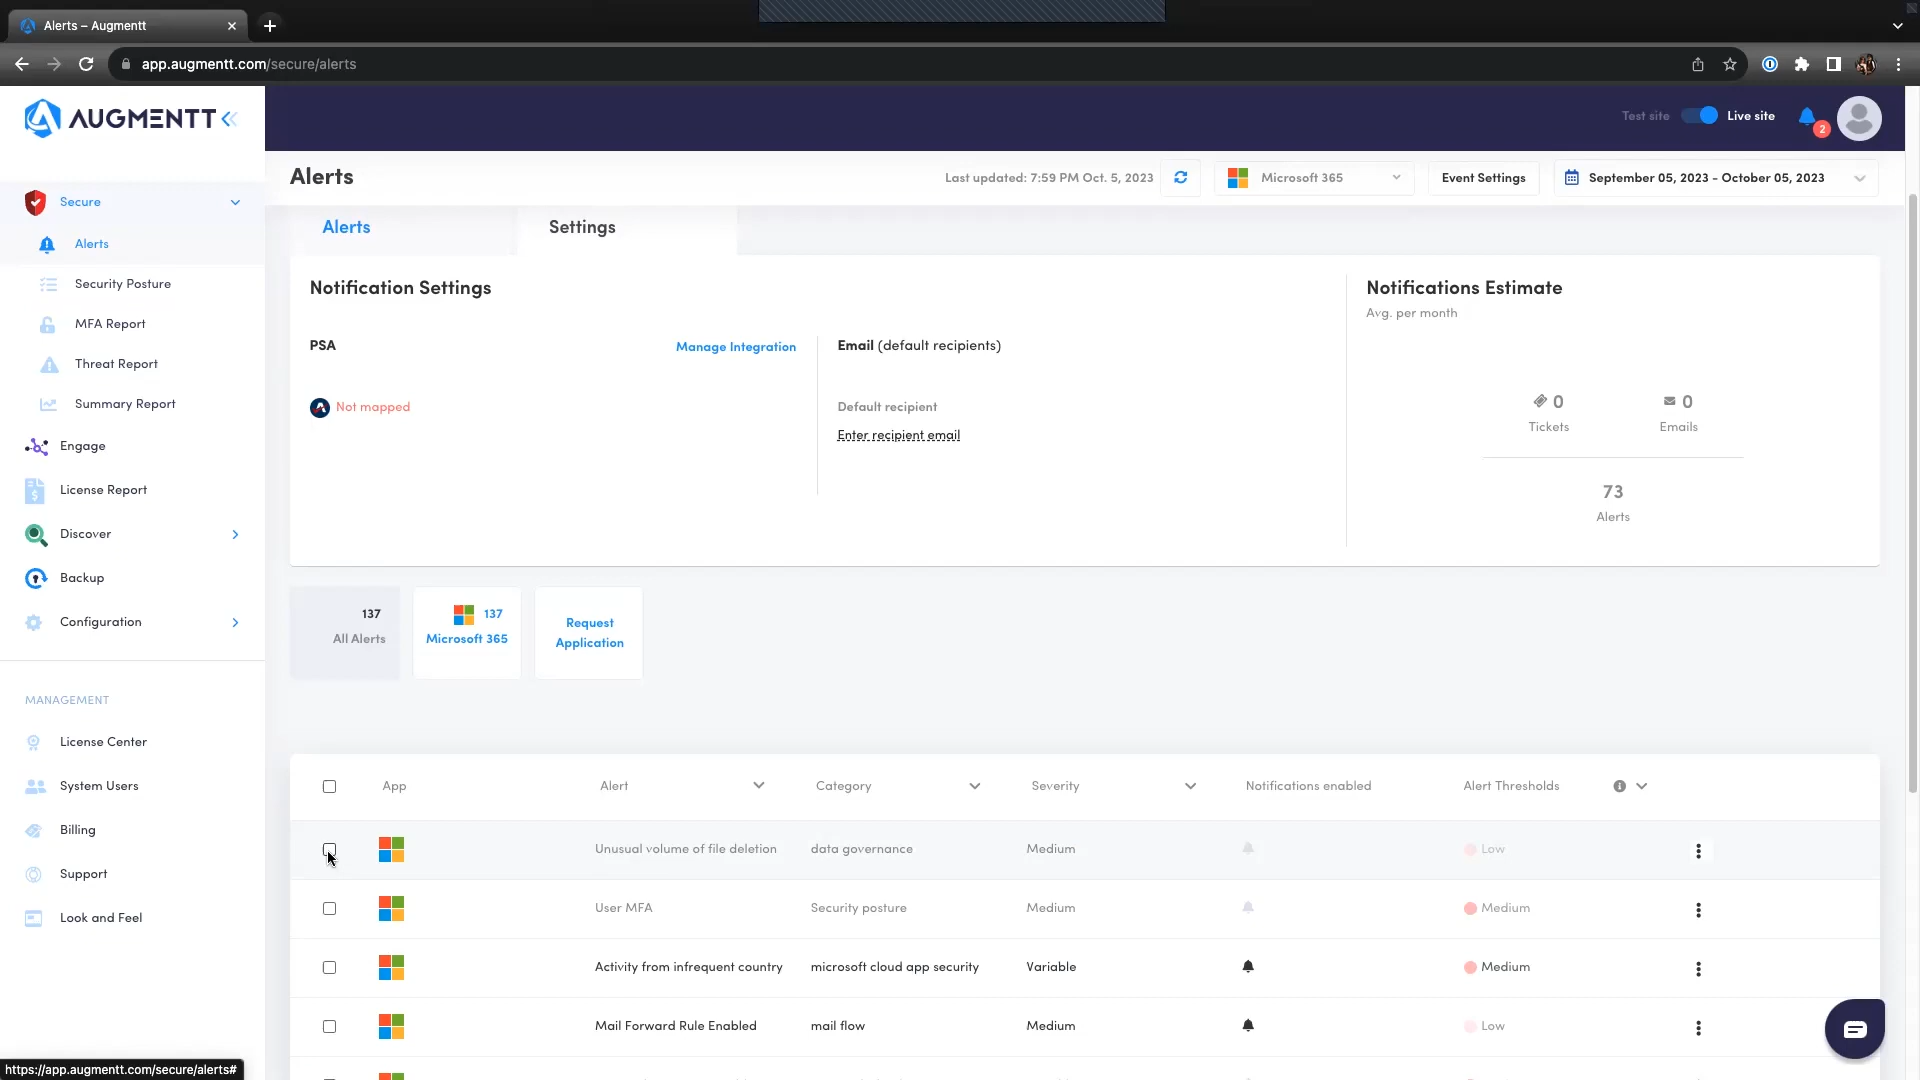 Alerts – Augmentt
app.augmentt.com/secure/alerts
AUGMENTT
Test site
Live site
2
Alerts
Last updated: 7:59 PM Oct. 5, 2023
Microsoft 365
Event Settings
September 05, 2023 - October 05, 2023
Secure
Alerts
Security Posture
MFA Report
Threat Report
Summary Report
Engage
License Report
Discover
Backup
Configuration
MANAGEMENT
License Center
System Users
Billing
Support
Look and Feel
Alerts
Settings
Notification Settings
PSA
Manage Integration
Not mapped
Email (default recipients)
Default recipient
Enter recipient email
Notifications Estimate
Avg. per month
0
Tickets
0
Emails
73
Alerts
137
All Alerts
137
Microsoft 365
Request
Application
App
Alert
Category
Severity
Notifications enabled
Alert Thresholds
Unusual volume of file deletion
data governance
Medium
Low
User MFA
Security posture
Medium
Medium
Activity from infrequent country
microsoft cloud app security
Variable
Medium
Mail Forward Rule Enabled
mail flow
Medium
Low
https://app.augmentt.com/secure/alerts#